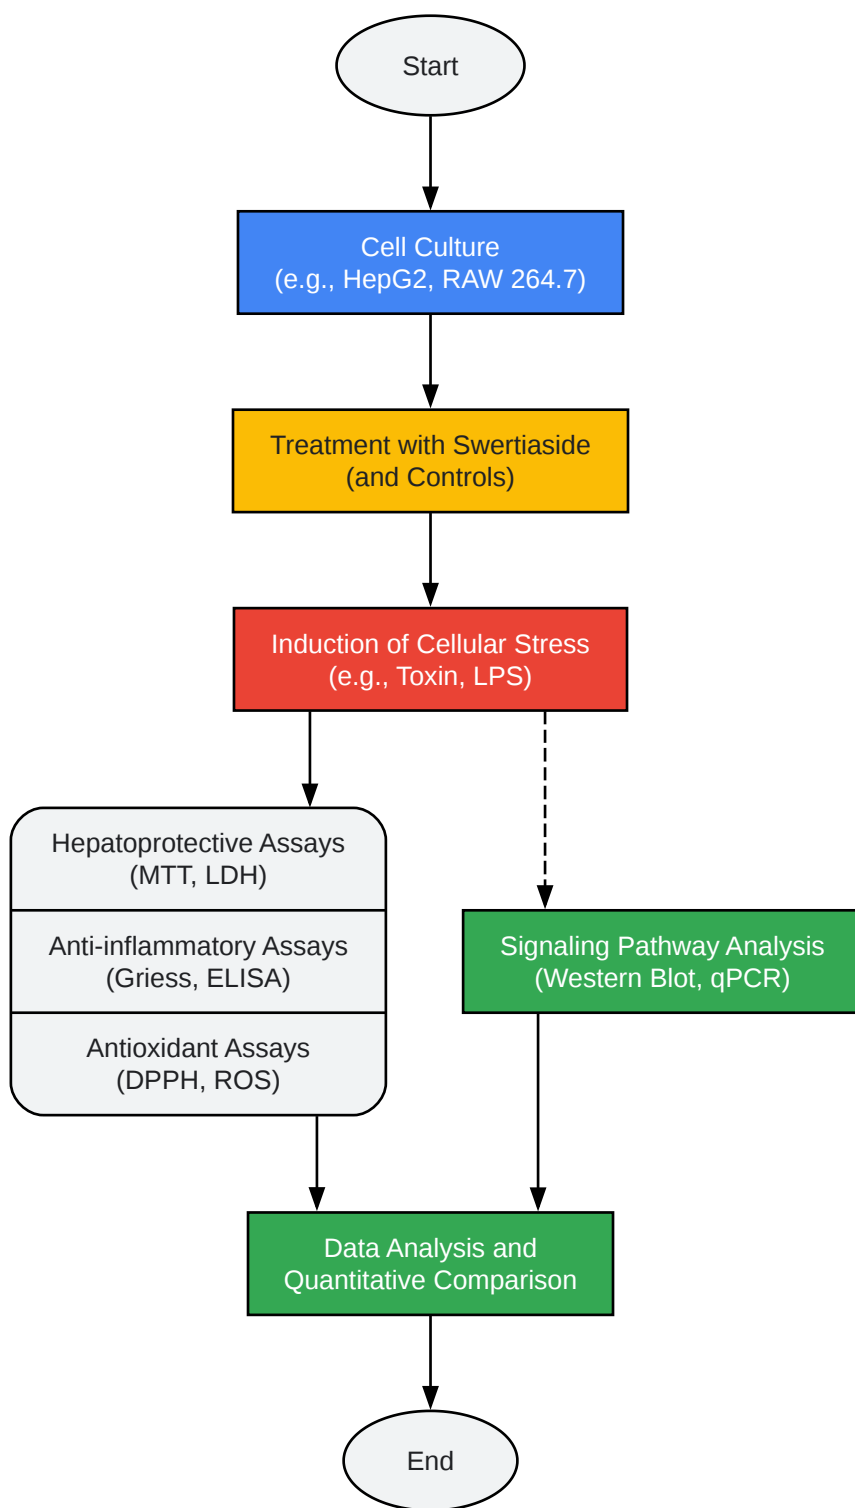 Start
Cell Culture
(e.g., HepG2, RAW 264.7)
Treatment with Swertiaside
(and Controls)
Induction of Cellular Stress
(e.g., Toxin, LPS)
Hepatoprotective Assays
(MTT, LDH)
Anti-inflammatory Assays
(Griess, ELISA)
Antioxidant Assays
(DPPH, ROS)
Signaling Pathway Analysis
(Western Blot, qPCR)
Data Analysis and
Quantitative Comparison
End